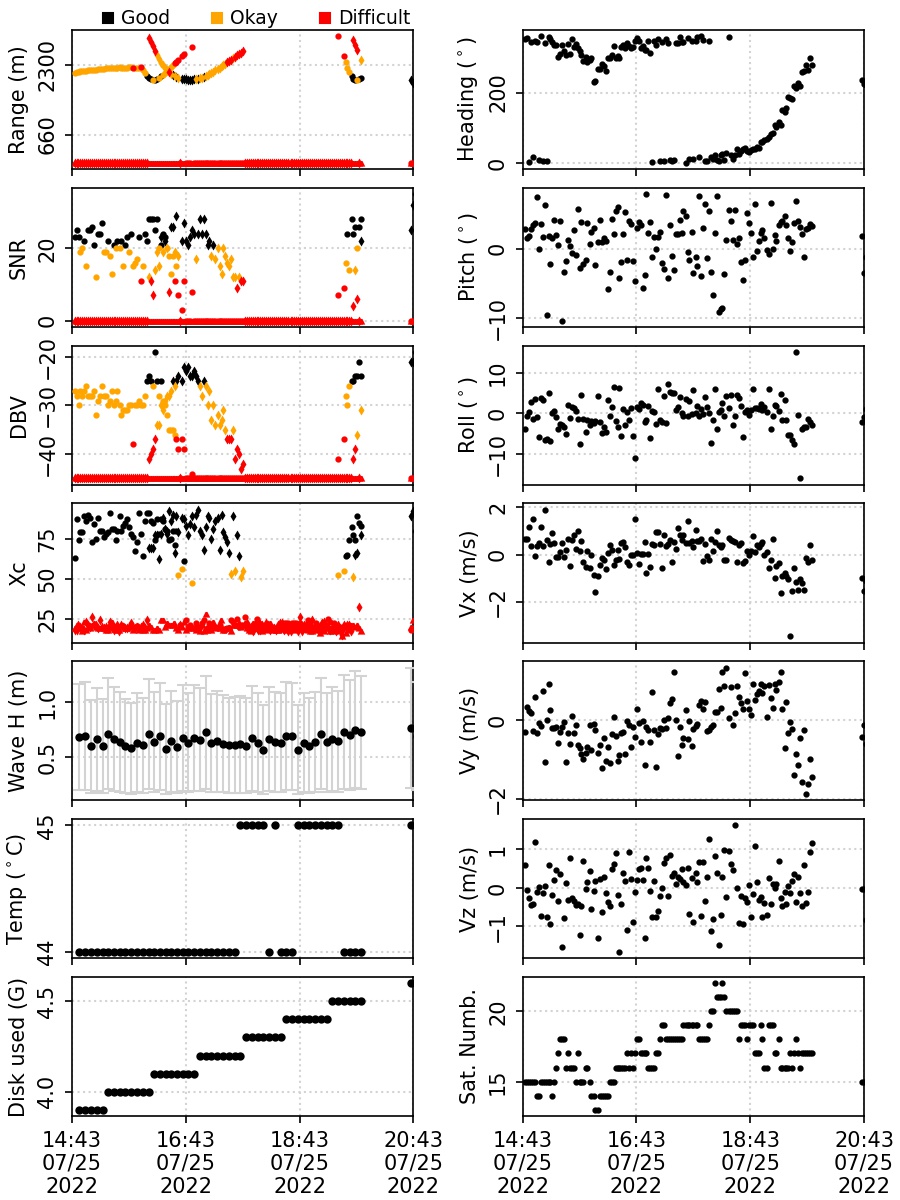 Good Okay Difficult
Range (m)
2300
660
Heading (°)
200
0
SNR
20
0
Pitch (°)
0
−10
DBV
−20
−30
−40
Roll (°)
10
0
−10
Xc
75
50
25
Vx (m/s)
2
0
−2
Wave H (m)
1.0
0.5
Vy (m/s)
0
−2
Temp (°C)
45
44
Vz (m/s)
1
0
−1
Disk used (G)
4.5
4.0
Sat. Numb.
20
15
14:43 16:43 18:43 20:43
07/25 07/25 07/25 07/25
2022 2022 2022 2022
14:43 16:43 18:43 20:43
07/25 07/25 07/25 07/25
2022 2022 2022 2022